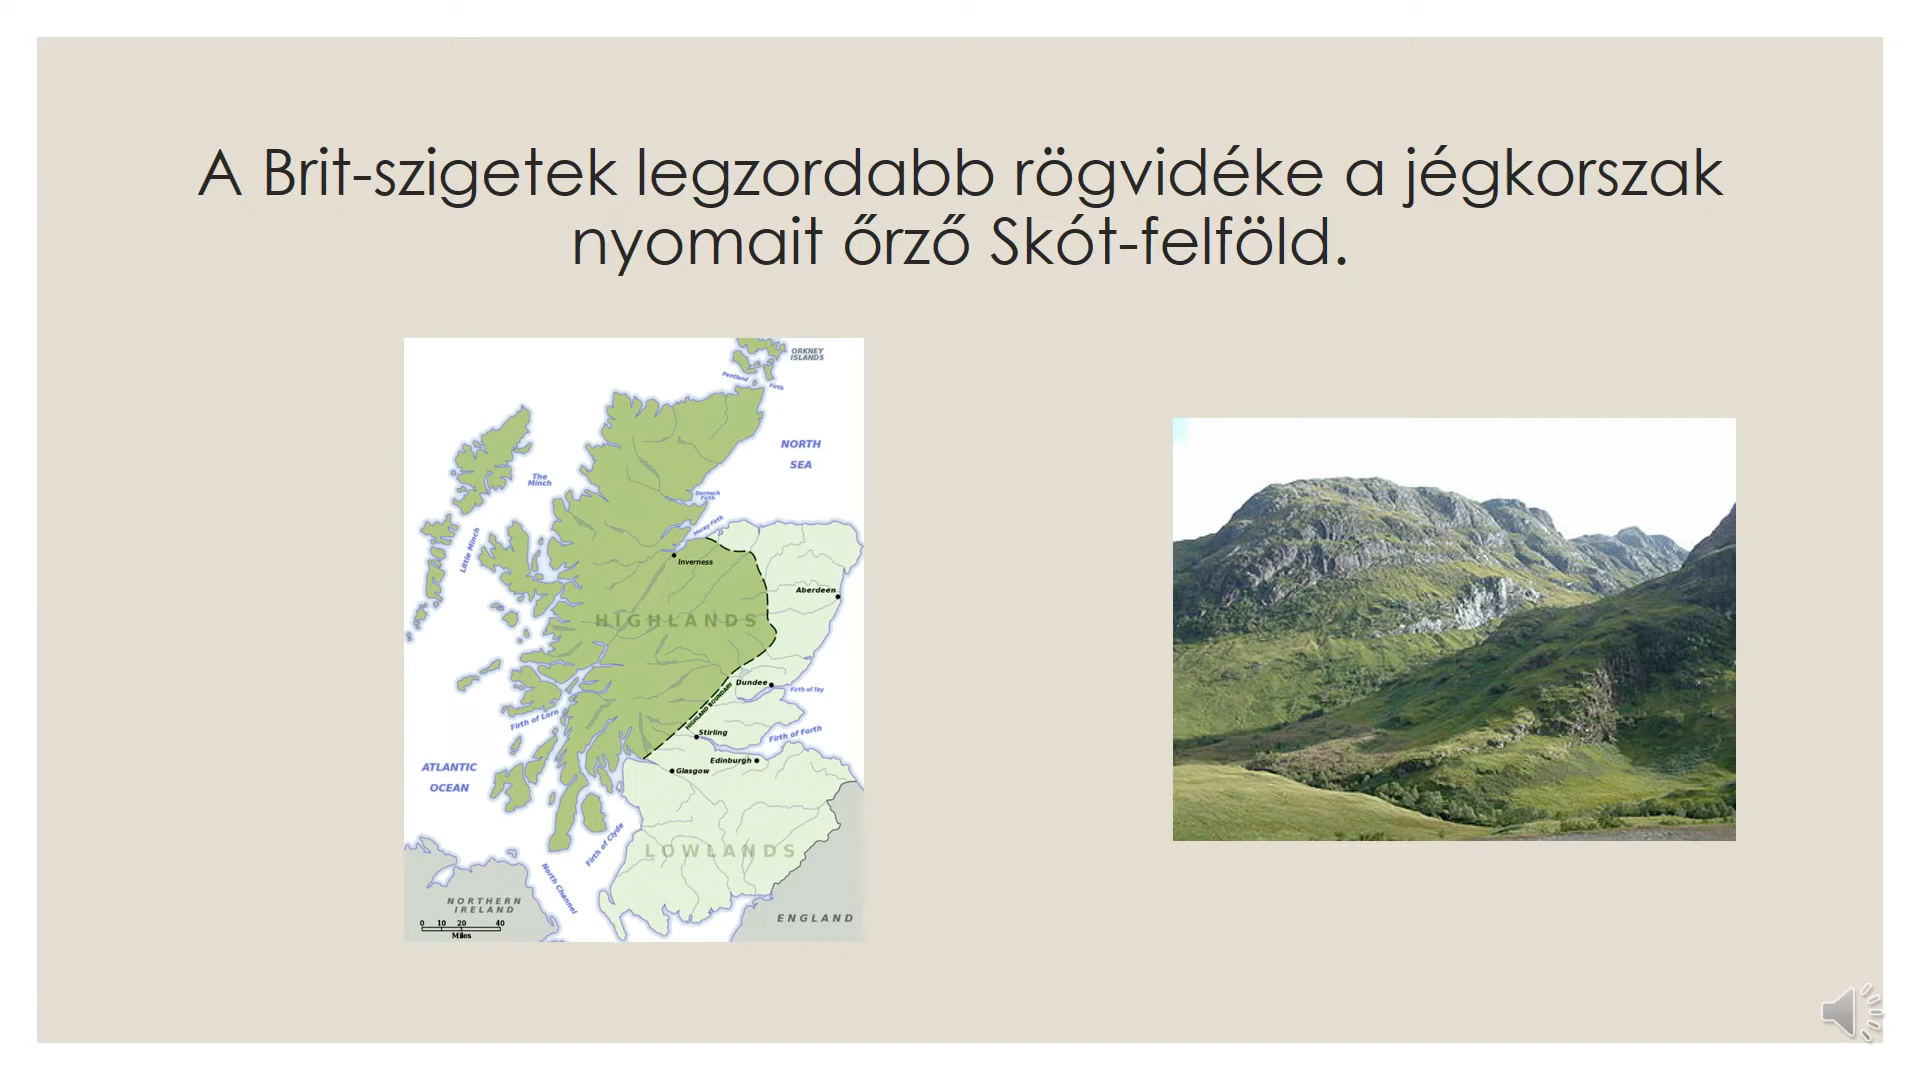 A Brit-szigetek legzordabb rögvidéke a jégkorszak
nyomait őrző Skót-felföld.
ORKNEY
ISLANDS
Pentland
Firth
NORTH
SEA
The
Minch
Dornoch
Firth
Moray Firth
Little Minch
Inverness
Aberdeen
HIGHLANDS
Dundee
Firth of Tay
HIGHLAND BOUNDARY
Firth of Lorn
Stirling
Firth of Forth
Edinburgh
Glasgow
ATLANTIC
OCEAN
Firth of Clyde
LOWLANDS
North Channel
NORTHERN
IRELAND
ENGLAND
0 10 20 40
Miles